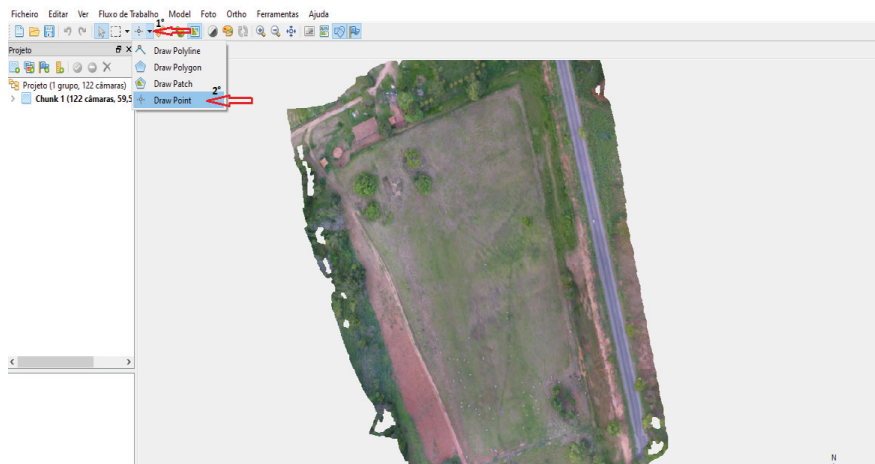 Ficheiro Editar Ver Fluxo de Trabalho Model Foto Ortho Ferramentas Ajuda
1°
Projeto
Draw Polyline
Draw Polygon
Draw Patch
2°
Draw Point
Projeto (1 grupo, 122 câmaras)
Chunk 1 (122 câmaras, 59,5
N